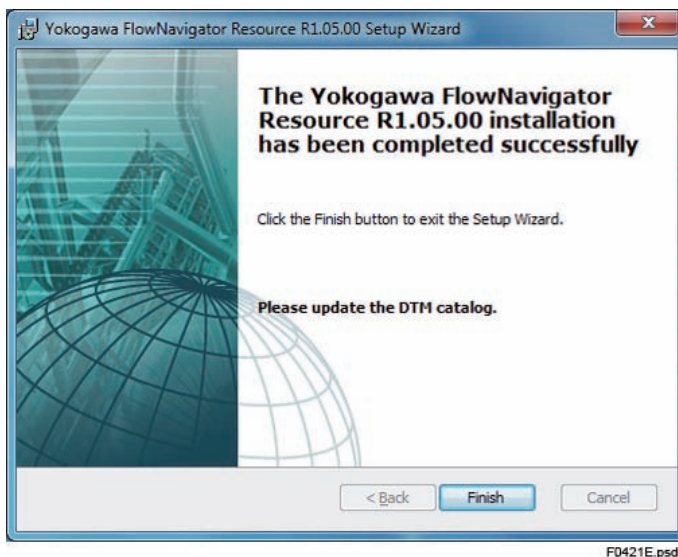 Yokogawa FlowNavigator Resource R1.05.00 Setup Wizard
The Yokogawa FlowNavigator
Resource R1.05.00 installation
has been completed successfully
Click the Finish button to exit the Setup Wizard.
Please update the DTM catalog.
< Back
Finish
Cancel
F0421E.psd